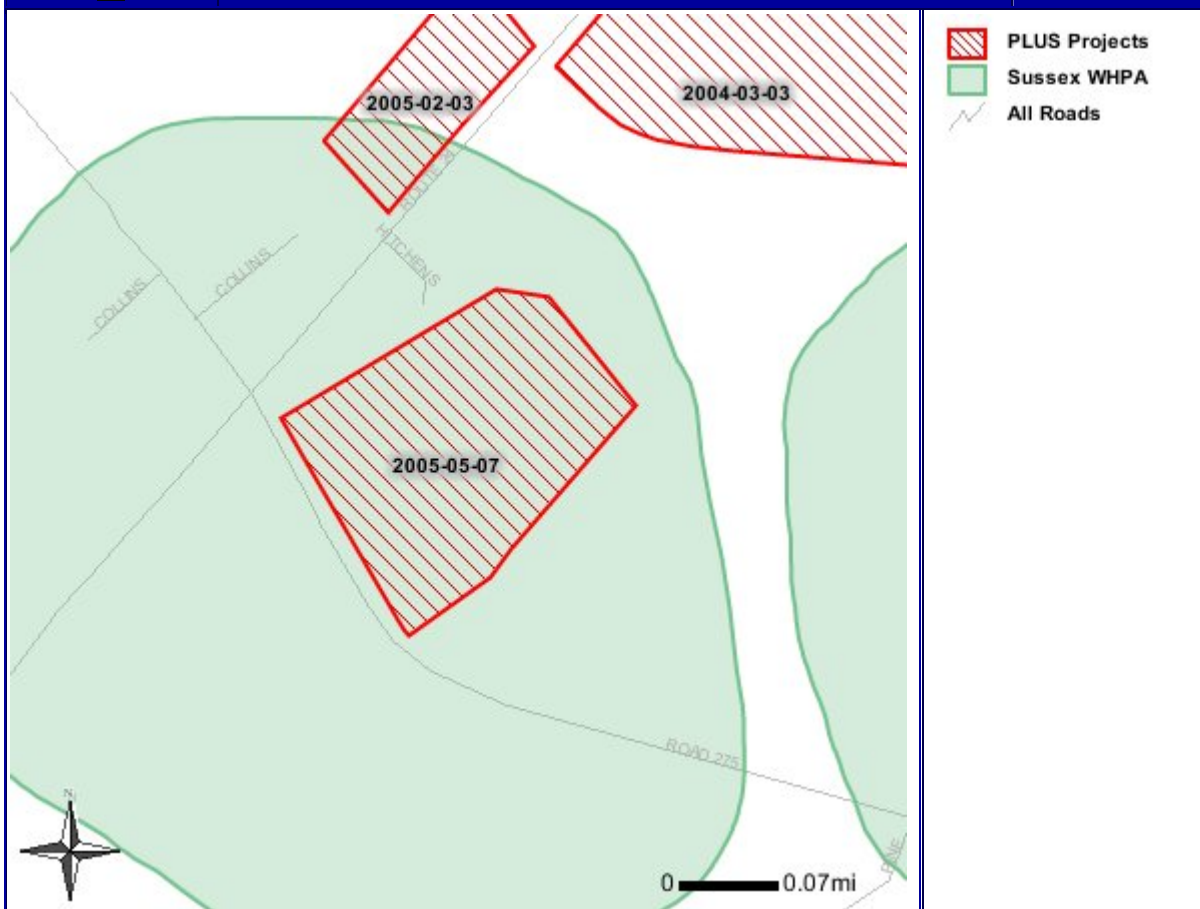 PLUS Projects
Sussex WHPA
All Roads
2005-02-03
2004-03-03
HITCHENS
COLLINS
COLLINS
2005-05-07
ROAD 275
N
PINE
0 0.07mi